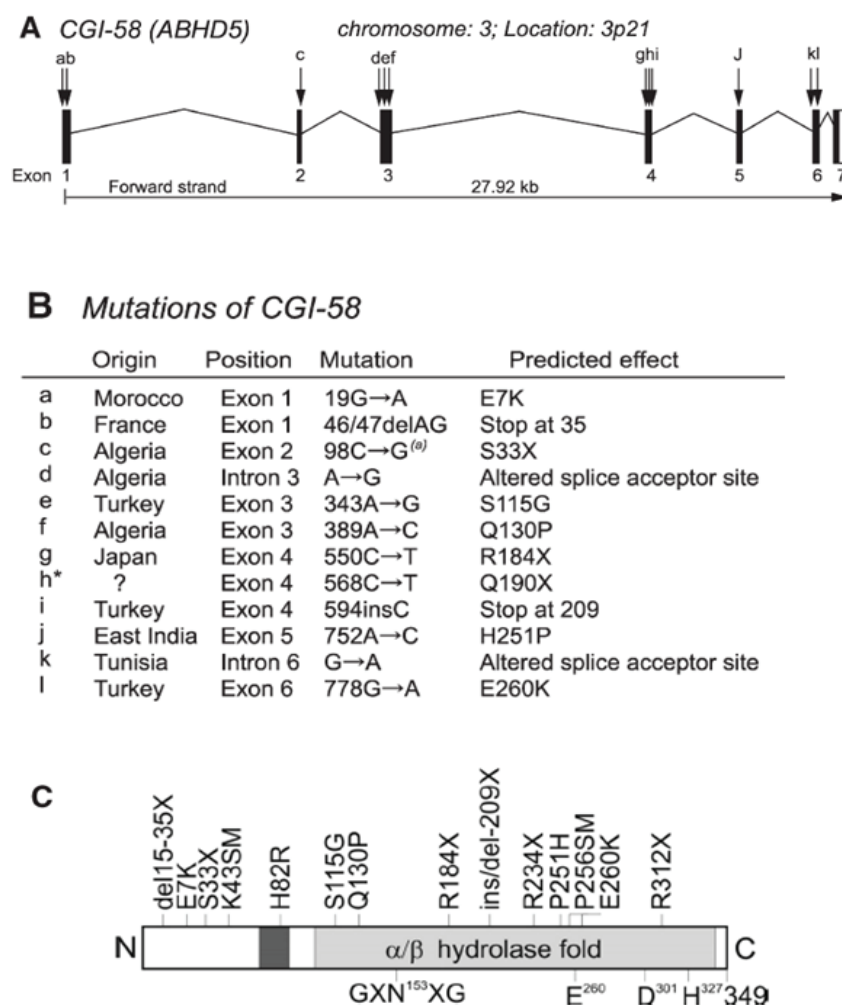 A CGI-58 (ABHD5) chromosome: 3; Location: 3p21
ab c def ghi J kl
Exon 1 2 3 4 5 6 7
Forward strand 27.92 kb
B Mutations of CGI-58
Origin Position Mutation Predicted effect
a Morocco Exon 1 19G→A E7K
b France Exon 1 46/47delAG Stop at 35
c Algeria Exon 2 98C→G(a) S33X
d Algeria Intron 3 A→G Altered splice acceptor site
e Turkey Exon 3 343A→G S115G
f Algeria Exon 3 389A→C Q130P
g Japan Exon 4 550C→T R184X
h* ? Exon 4 568C→T Q190X
i Turkey Exon 4 594insC Stop at 209
j East India Exon 5 752A→C H251P
k Tunisia Intron 6 G→A Altered splice acceptor site
l Turkey Exon 6 778G→A E260K
C
del15-35X
E7K
S33X
K43SM
H82R
S115G
Q130P
R184X
ins/del-209X
R234X
P251H
P256SM
E260K
R312X
N α/β hydrolase fold C
GXN153XG E260 D301 H327 349